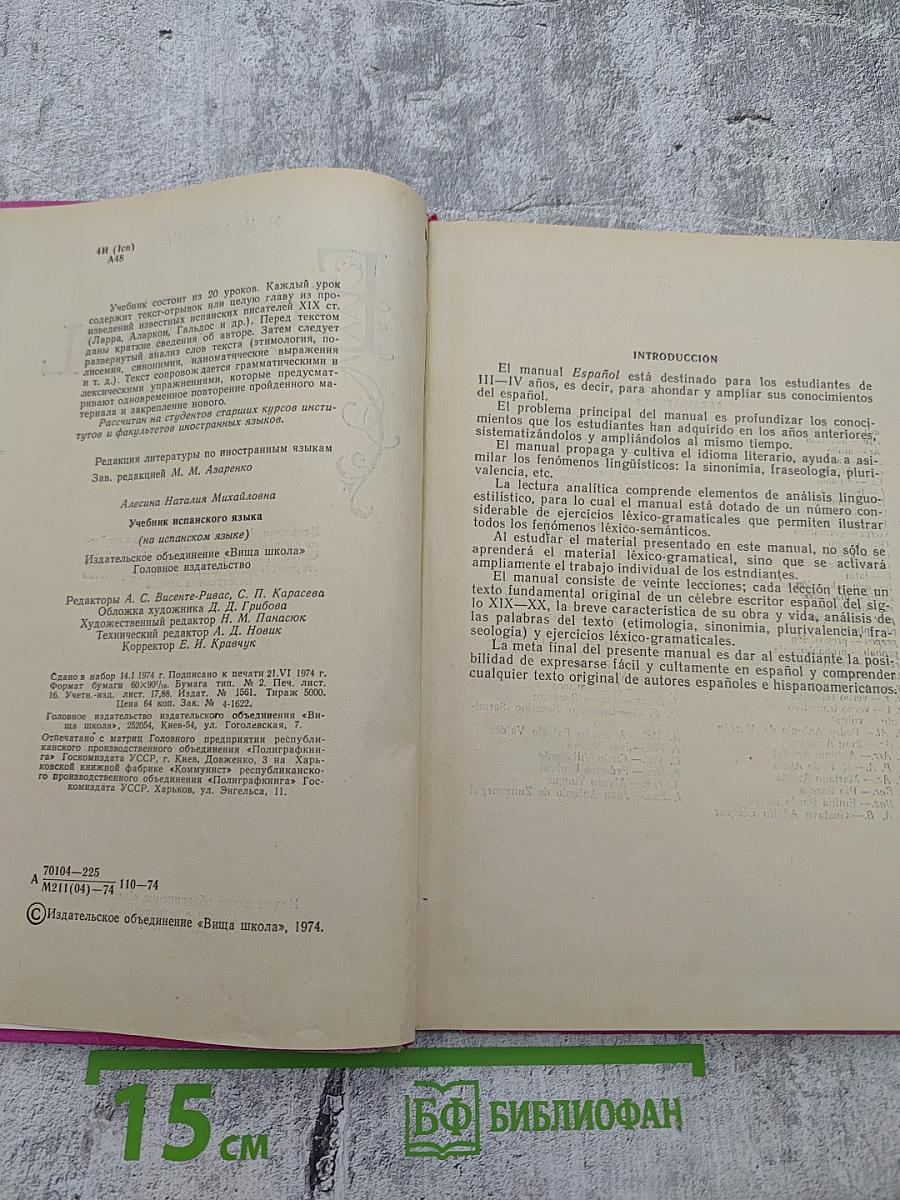 4И (Ісп)
А48
Учебник состоит из 20 уроков. Каждый урок
содержит текст-отрывок или целую главу из про-
изведений известных испанских писателей XIX ст.
(Ларра, Аларкон, Гальдос и др.). Перед текстом
даны краткие сведения об авторе. Затем следует
развернутый анализ слов текста (этимология, по-
лисемия, синонимия, идиоматические выражения
и т. д.). Текст сопровождается грамматическими и
лексическими упражнениями, которые предусмат-
ривают одновременное повторение пройденного ма-
териала и закрепление нового.
Рассчитан на студентов старших курсов инсти-
тутов и факультетов иностранных языков.
Редакция литературы по иностранным языкам
Зав. редакцией М. М. Азаренко
Алесина Наталия Михайловна
Учебник испанского языка
(на испанском языке)
Издательское объединение «Вища школа»
Головное издательство
Редакторы А. С. Висенте-Ривас, С. П. Карасева
Обложка художника Д. Д. Грибова
Художественный редактор Н. М. Панасюк
Технический редактор А. Д. Новик
Корректор Е. И. Кравчук
Сдано в набор 14.I 1974 г. Подписано к печати 21.VI 1974 г.
Формат бумаги 60×90¹/₁₆. Бумага тип. № 2. Печ. лист.
16. Учетн.-изд. лист. 17,88. Издат. № 1561. Тираж 5000.
Цена 64 коп. Зак. № 4-1622.
Головное издательство издательского объединения «Ви-
ща школа», 252054, Киев-54, ул. Гоголевская, 7.
Отпечатано с матриц Головного предприятия республи-
канского производственного объединения «Полиграфкни-
га» Госкомиздата УССР, г. Киев, Довженко, 3 на Харь-
ковской книжной фабрике «Коммунист» республиканско-
го производственного объединения «Полиграфкнига» Гос-
комиздата УССР. Харьков, ул. Энгельса, 11.
А 70104—225
М211(04)—74 110—74
© Издательское объединение «Вища школа», 1974.
INTRODUCCIÓN
El manual Español está destinado para los estudiantes de
III—IV años, es decir, para ahondar y ampliar sus conocimientos
del español.
El problema principal del manual es profundizar los conoci-
mientos que los estudiantes han adquirido en los años anteriores,
sistematizándolos y ampliándolos al mismo tiempo.
El manual propaga y cultiva el idioma literario, ayuda a asi-
milar los fenómenos lingüísticos: la sinonimia, fraseología, pluri-
valencia, etc.
La lectura analítica comprende elementos de análisis linguo-
estilístico, para lo cual el manual está dotado de un número con-
siderable de ejercicios léxico-gramaticales que permiten ilustrar
todos los fenómenos léxico-semánticos.
Al estudiar el material presentado en este manual, no sólo se
aprenderá el material léxico-gramatical, sino que se activará
ampliamente el trabajo individual de los estndiantes.
El manual consiste de veinte lecciones; cada lección tiene un
texto fundamental original de un célebre escritor español del sig-
lo XIX—XX, la breve característica de su obra y vida, análisis de
las palabras del texto (etimología, sinonimia, plurivalencia, fra-
seología) y ejercicios léxico-gramaticales.
La meta final del presente manual es dar al estudiante la posi-
bilidad de expresarse fácil y cultamente en español y comprender
cualquier texto original de autores españoles e hispanoamericanos.
15 см
БФ БИБЛИОФАН